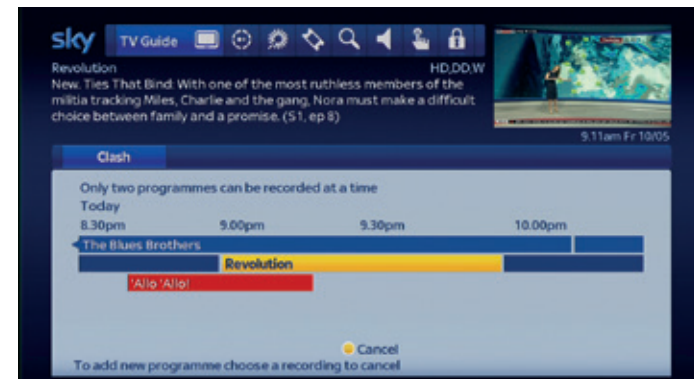 sky TV Guide
Revolution HD,DD,W
New. Ties That Bind: With one of the most ruthless members of the
militia tracking Miles, Charlie and the gang, Nora must make a difficult
choice between family and a promise. (S1, ep 8)
9.11am Fr 10/05
Clash
Only two programmes can be recorded at a time
Today
8.30pm 9.00pm 9.30pm 10.00pm
The Blues Brothers
Revolution
'Allo 'Allo!
Cancel
To add new programme choose a recording to cancel